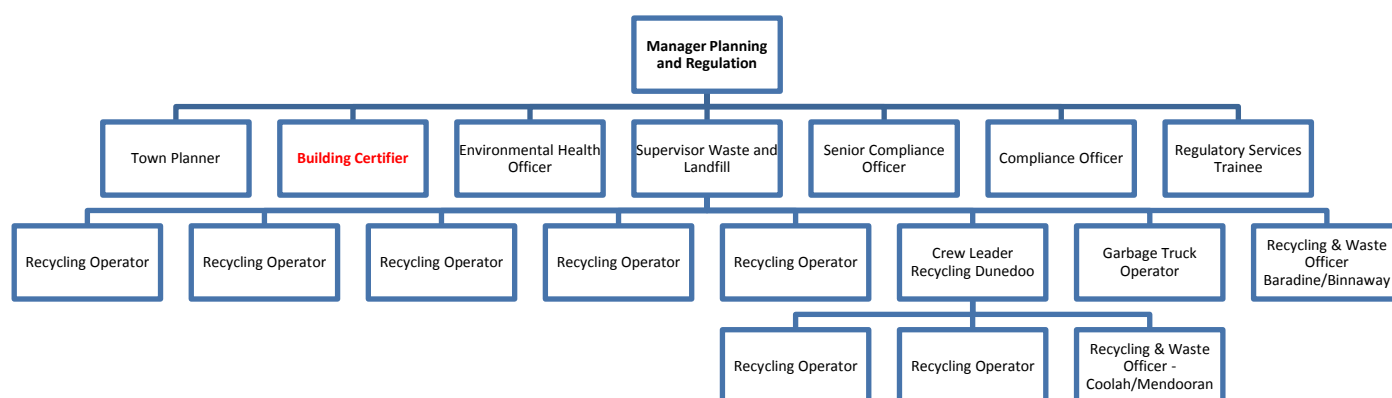 Manager Planning
and Regulation
Town Planner
Building Certifier
Environmental Health
Officer
Supervisor Waste and
Landfill
Senior Compliance
Officer
Compliance Officer
Regulatory Services
Trainee
Recycling Operator
Recycling Operator
Recycling Operator
Recycling Operator
Recycling Operator
Crew Leader
Recycling Dunedoo
Garbage Truck
Operator
Recycling & Waste
Officer
Baradine/Binnaway
Recycling Operator
Recycling Operator
Recycling & Waste
Officer -
Coolah/Mendooran